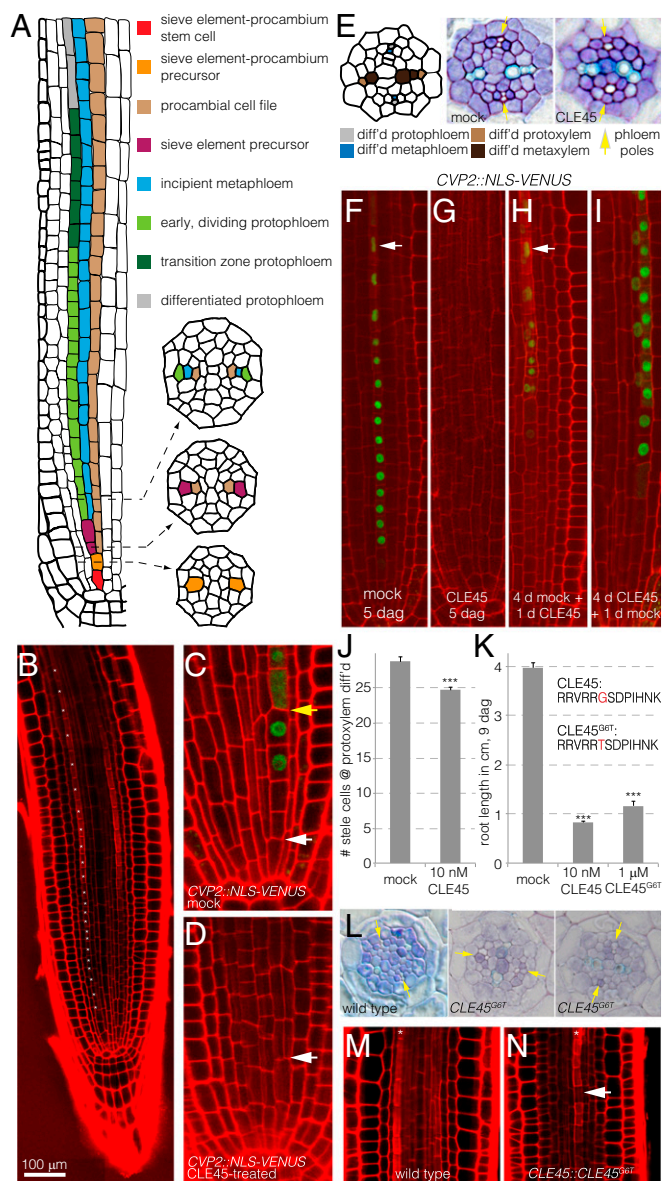 A
sieve element-procambium
stem cell
sieve element-procambium
precursor
procambial cell file
sieve element precursor
incipient metaphloem
early, dividing protophloem
transition zone protophloem
differentiated protophloem
E
mock
CLE45
diff'd protophloem
diff'd protoxylem
phloem
poles
diff'd metaphloem
diff'd metaxylem
CVP2::NLS-VENUS
F
G
H
I
mock
5 dag
CLE45
5 dag
4 d mock +
1 d CLE45
4 d CLE45
+ 1 d mock
B
100 µm
C
CVP2::NLS-VENUS
mock
D
CVP2::NLS-VENUS
CLE45-treated
J
# stele cells @ protoxylem diff'd
25
20
15
10
5
0
***
mock
10 nM
CLE45
K
root length in cm, 9 dag
4
3
2
1
0
CLE45:
RRVRRGSDPIHNK
CLE45G6T:
RRVRRTSDPIHNK
***
***
mock
10 nM
CLE45
1 µM
CLE45G6T
L
wild type
CLE45G6T
CLE45G6T
M
*
wild type
N
*
CLE45::CLE45G6T